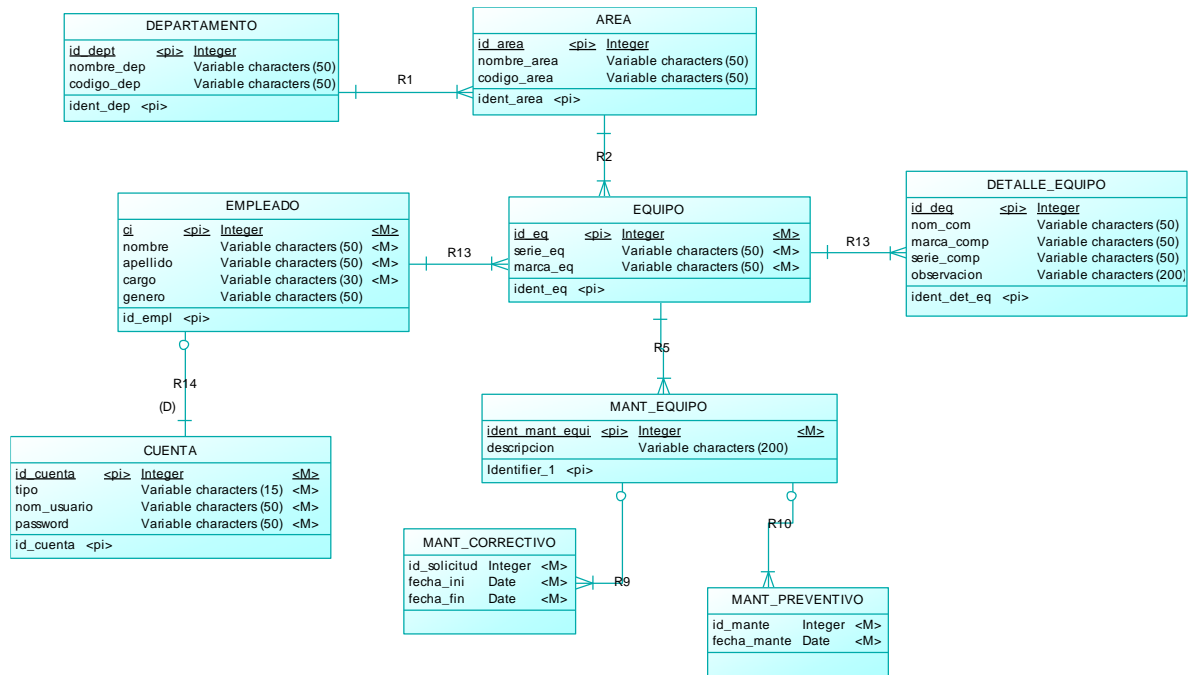 DEPARTAMENTO
id_dept <pi> Integer
nombre_dep Variable characters (50)
codigo_dep Variable characters (50)
ident_dep <pi>
R1
AREA
id_area <pi> Integer
nombre_area Variable characters (50)
codigo_area Variable characters (50)
ident_area <pi>
R2
EMPLEADO
ci <pi> Integer <M>
nombre Variable characters (50) <M>
apellido Variable characters (50) <M>
cargo Variable characters (30) <M>
genero Variable characters (50)
id_empl <pi>
R13
EQUIPO
id_eq <pi> Integer <M>
serie_eq Variable characters (50) <M>
marca_eq Variable characters (50) <M>
ident_eq <pi>
R13
DETALLE_EQUIPO
id_deq <pi> Integer
nom_com Variable characters (50)
marca_comp Variable characters (50)
serie_comp Variable characters (50)
observacion Variable characters (200)
ident_det_eq <pi>
R14
(D)
R5
CUENTA
id_cuenta <pi> Integer <M>
tipo Variable characters (15) <M>
nom_usuario Variable characters (50) <M>
password Variable characters (50) <M>
id_cuenta <pi>
MANT_EQUIPO
ident_mant_equi <pi> Integer <M>
descripcion Variable characters (200)
Identifier_1 <pi>
R9
R10
MANT_CORRECTIVO
id_solicitud Integer <M>
fecha_ini Date <M>
fecha_fin Date <M>
MANT_PREVENTIVO
id_mante Integer <M>
fecha_mante Date <M>